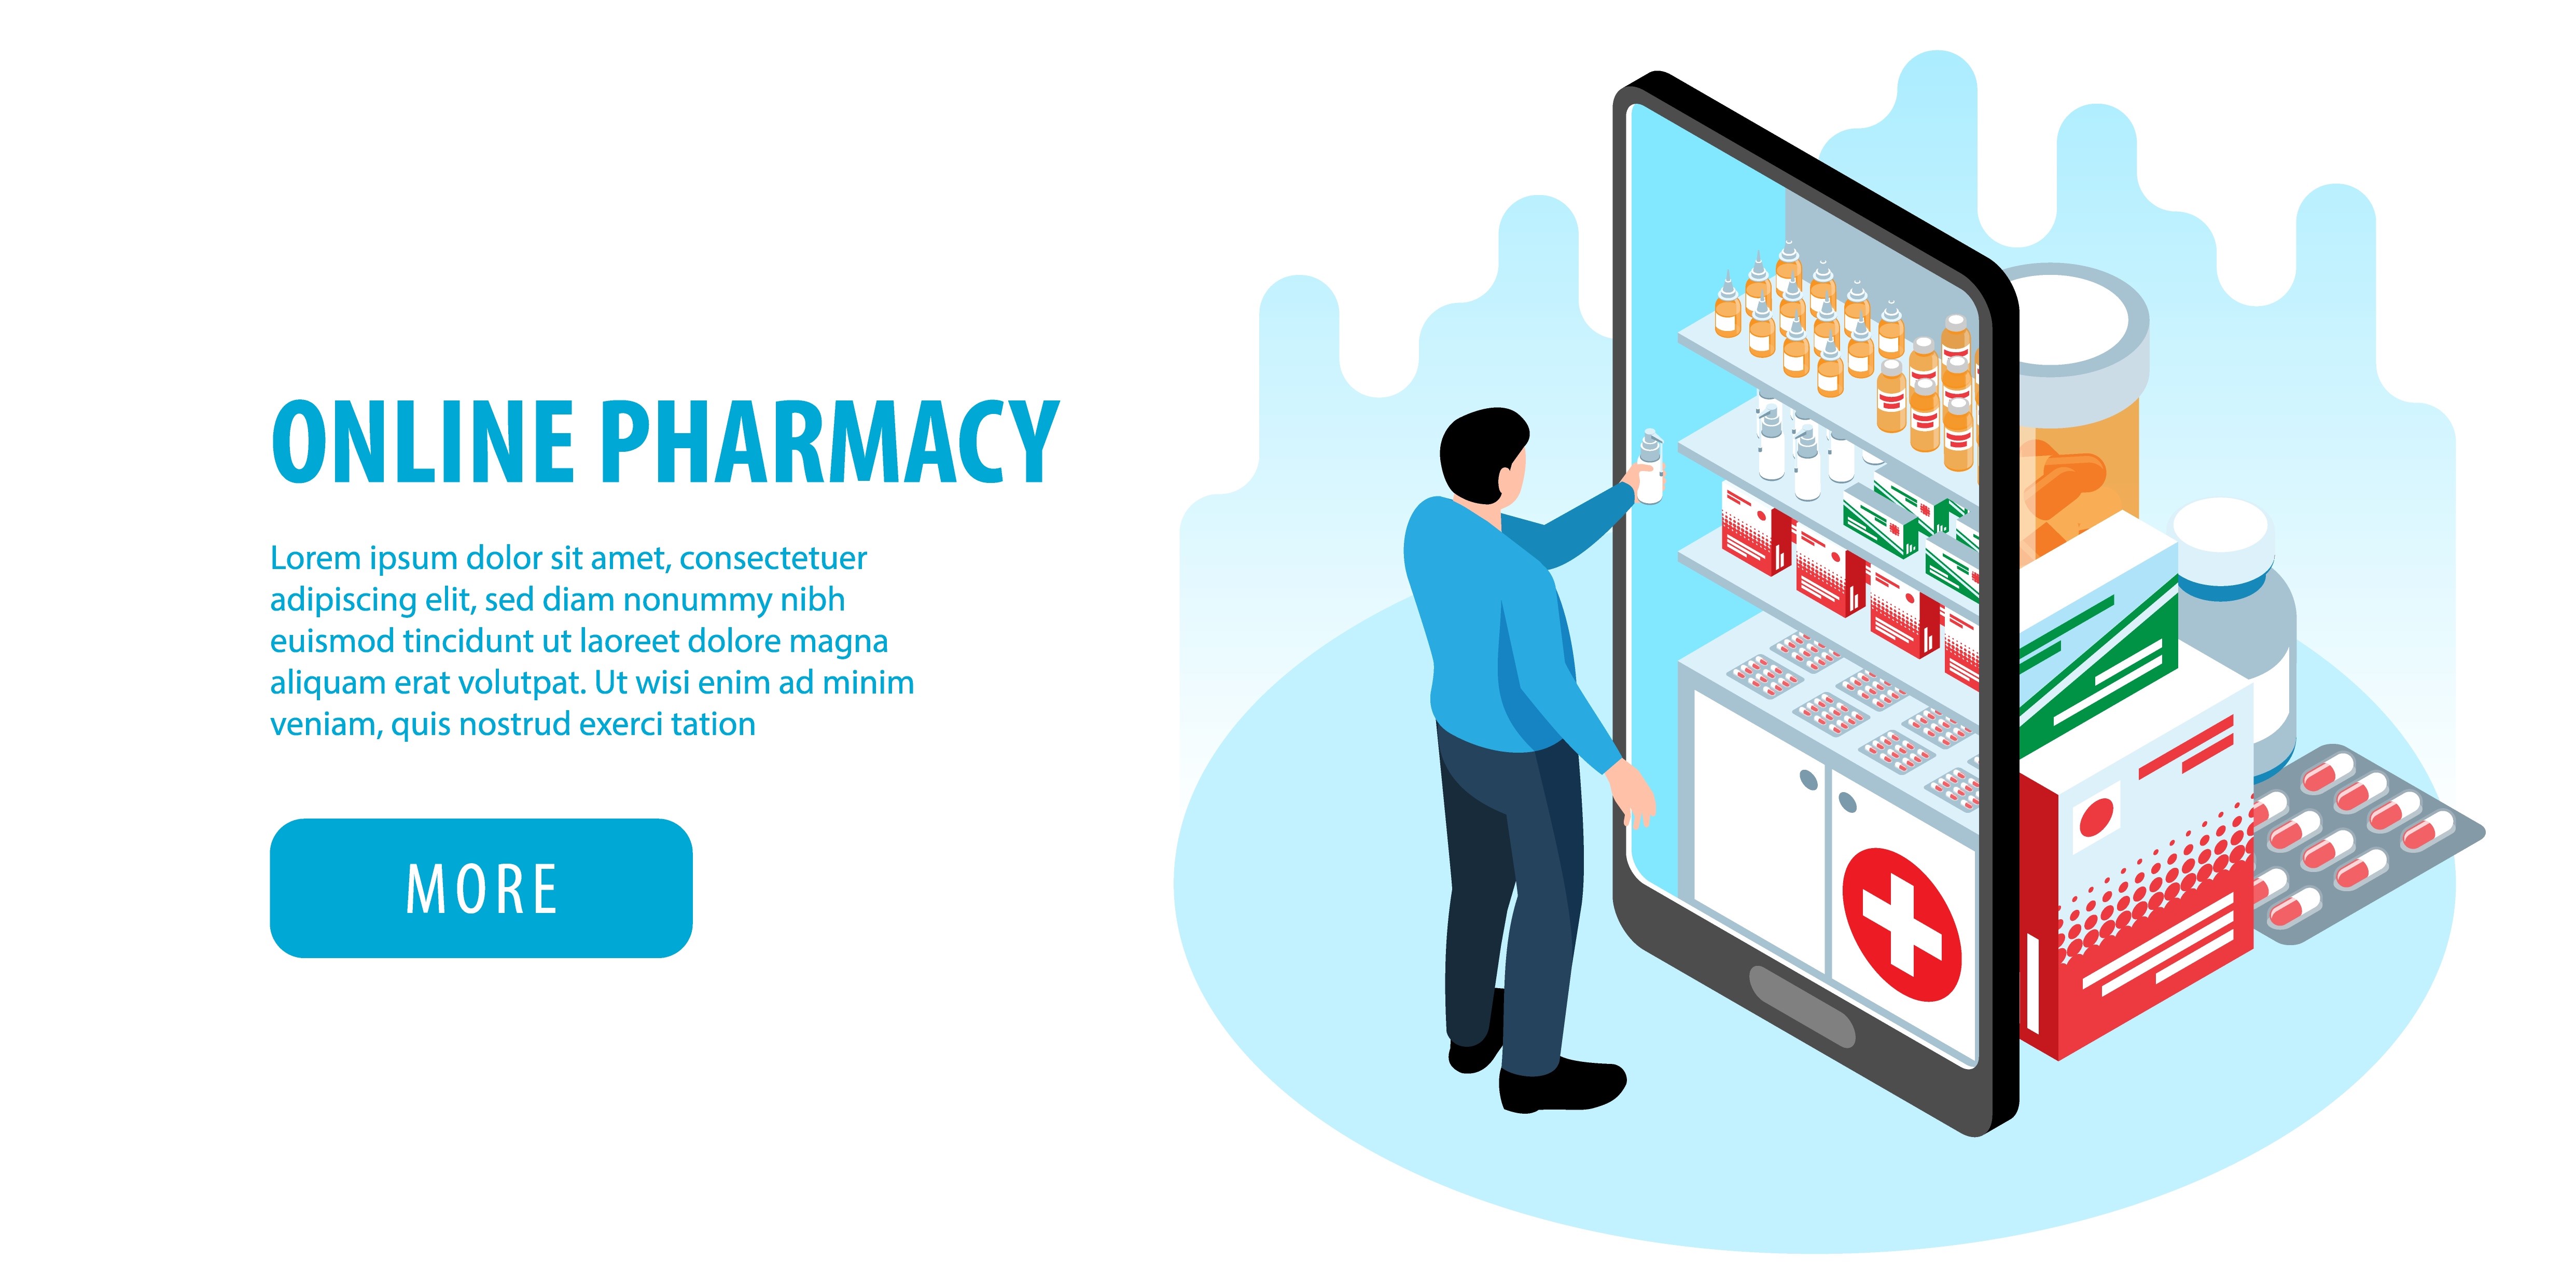 ONLINE PHARMACY
Lorem ipsum dolor sit amet, consectetuer
adipiscing elit, sed diam nonummy nibh
euismod tincidunt ut laoreet dolore magna
aliquam erat volutpat. Ut wisi enim ad minim
veniam, quis nostrud exerci tation
MORE